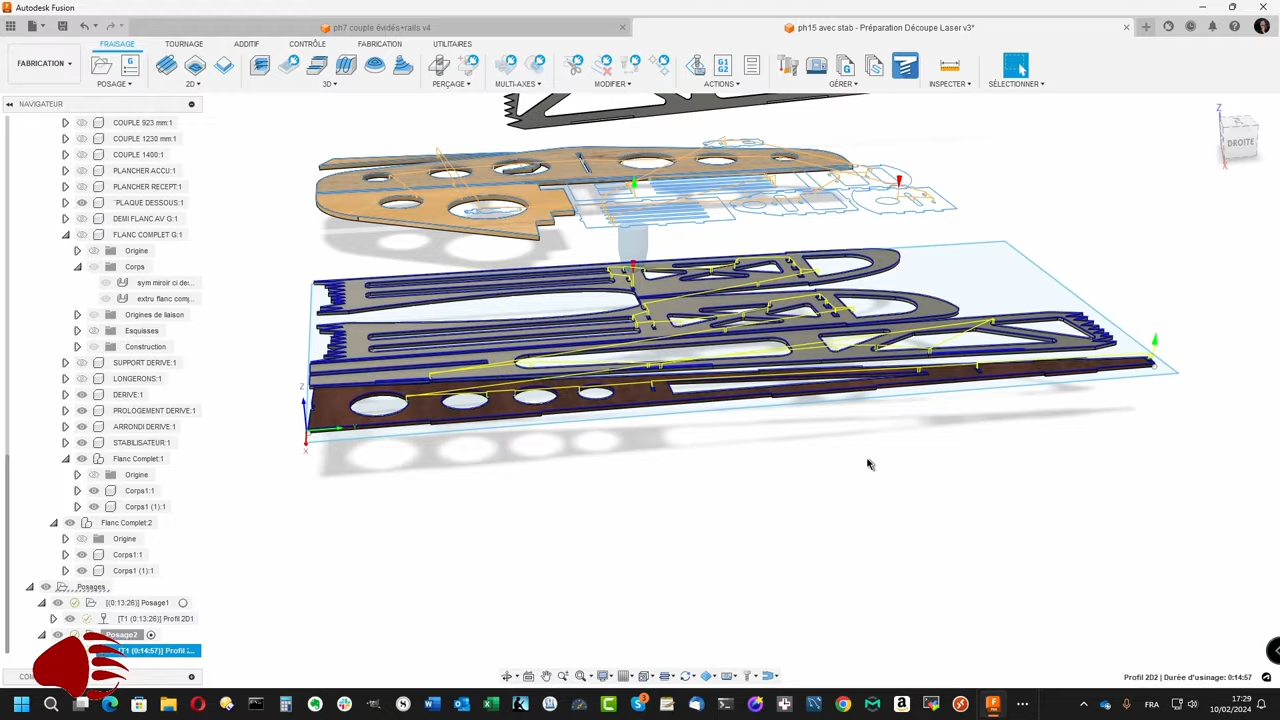 Autodesk Fusion
ph7 couple évidés+rails v4
ph15 avec stab - Préparation Découpe Laser v3*
FRAISAGE
TOURNAGE
ADDITIF
CONTRÔLE
FABRICATION
UTILITAIRES
FABRICATION
G1
G2
POSAGE
2D
3D
PERÇAGE
MULTI-AXES
MODIFIER
ACTIONS
GÉRER
INSPECTER
SÉLECTIONNER
NAVIGATEUR
Z
DROITE
X
COUPLE 923 mm:1
COUPLE 1230 mm:1
COUPLE 1400:1
PLANCHER ACCU:1
PLANCHER RECEPT:1
PLAQUE DESSOUS:1
DEMI FLANC AV G:1
FLANC COMPLET G:1
Origine
Corps
sym miroir ci de...
extru flanc comp...
Origines de liaison
Esquisses
Construction
SUPPORT DERIVE:1
LONGERONS:1
DERIVE:1
PROLOGEMENT DERIVE:1
ARRONDI DERIVE:1
STABILISATEUR:1
Flanc Complet:1
Origine
Corps1:1
Corps1 (1):1
Flanc Complet:2
Origine
Corps1:1
Corps1 (1):1
Posages
[(0:13:26)] Posage1
[T1 (0:13:26)] Profil 2D1
Posage2
[T1 (0:14:57)] Profil 2...
Z
Y
X
Profil 2D2 | Durée d'usinage: 0:14:57
FRA
17:29
10/02/2024